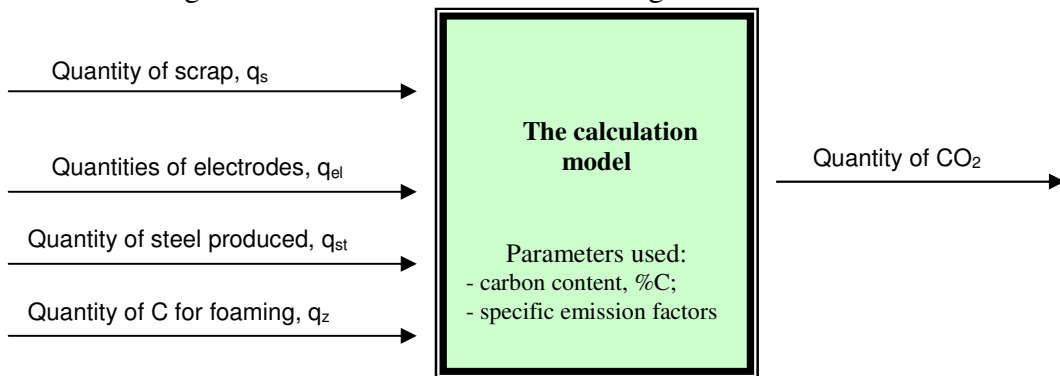 Quantity of scrap, qs
Quantities of electrodes, qel
Quantity of steel produced, qst
Quantity of C for foaming, qz
The calculation
model
Parameters used:
- carbon content, %C;
- specific emission factors
Quantity of CO2